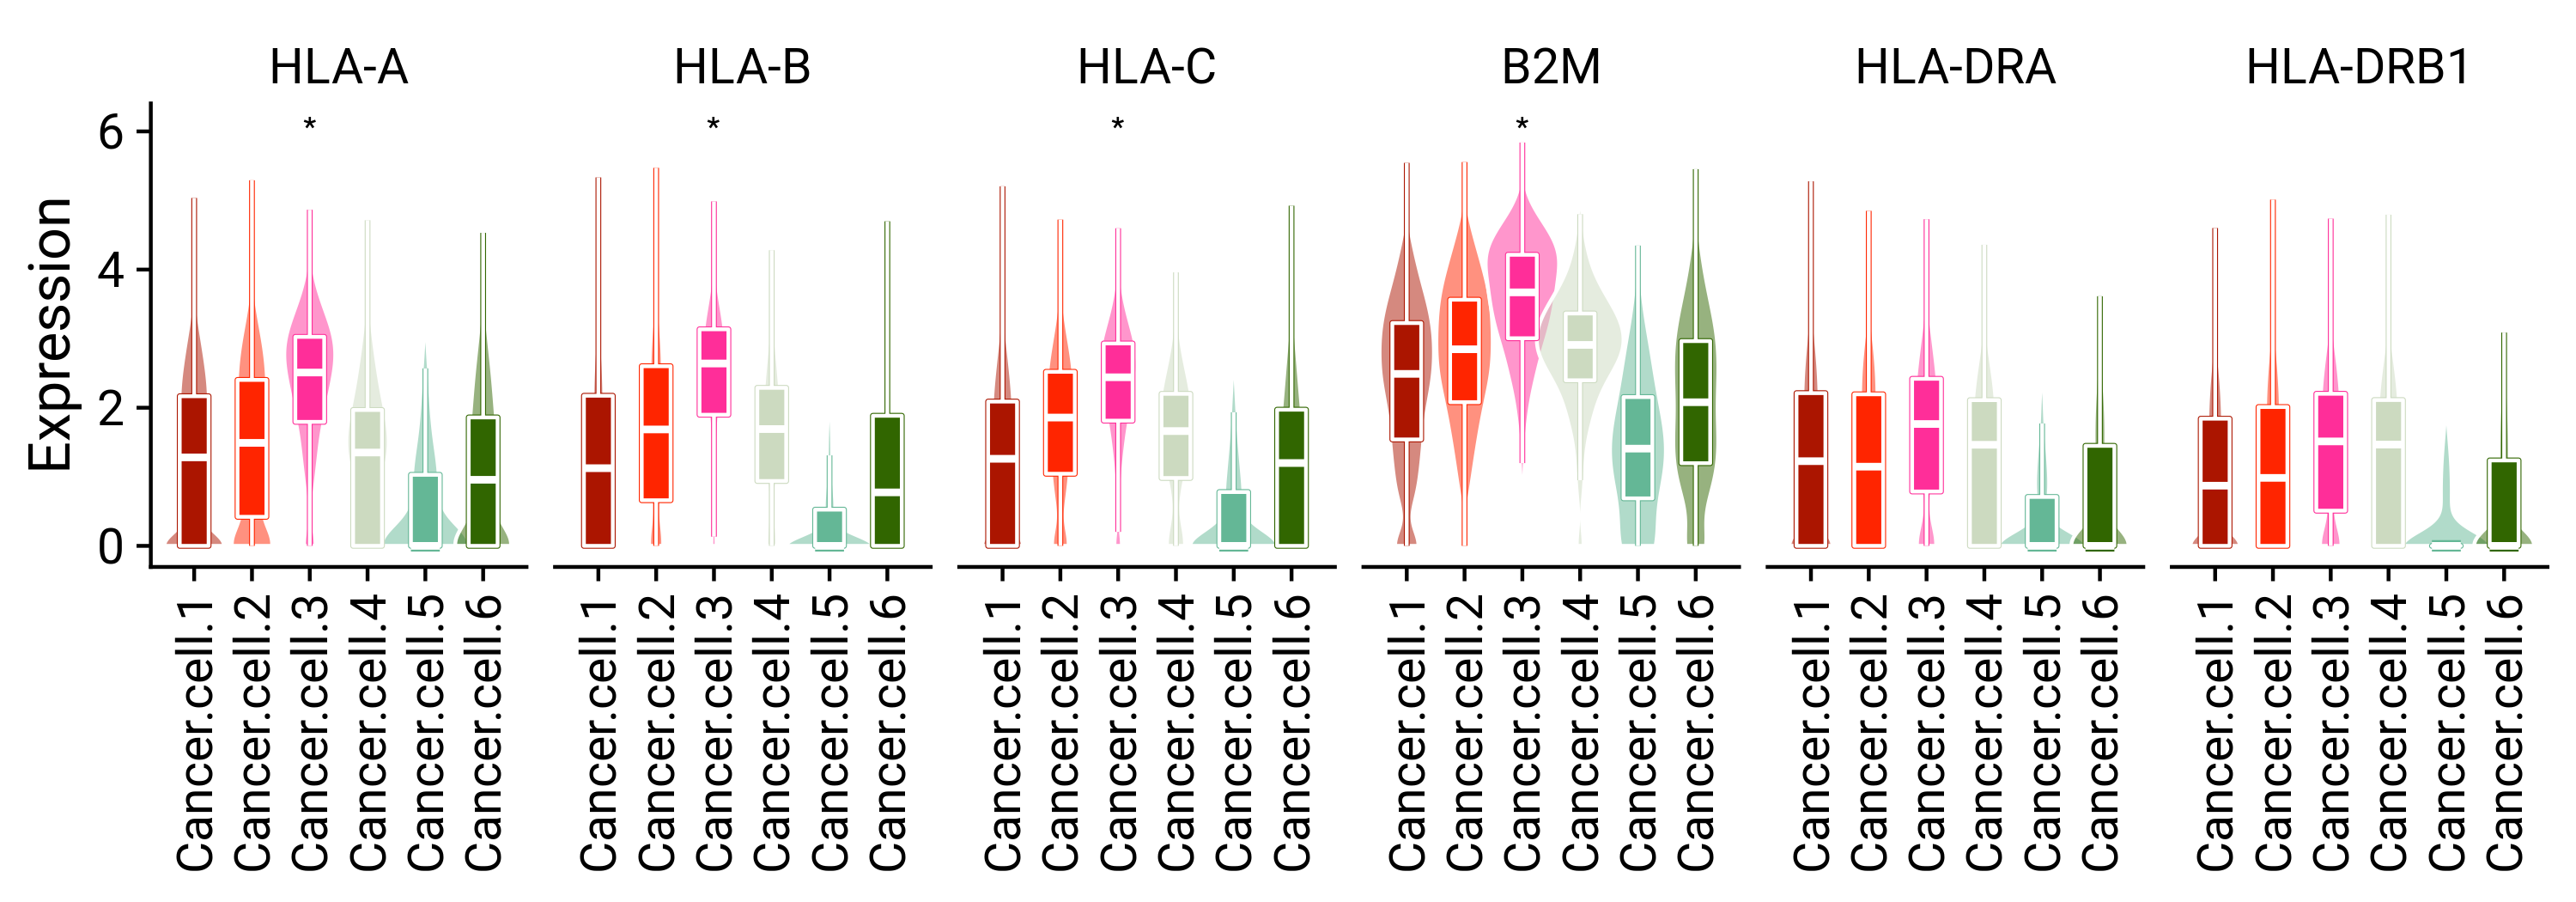 HLA-A HLA-B HLA-C B2M HLA-DRA HLA-DRB1
* * * *
6
4
2
0
Expression
Cancer.cell.1 Cancer.cell.2 Cancer.cell.3 Cancer.cell.4 Cancer.cell.5 Cancer.cell.6 Cancer.cell.1 Cancer.cell.2 Cancer.cell.3 Cancer.cell.4 Cancer.cell.5 Cancer.cell.6 Cancer.cell.1 Cancer.cell.2 Cancer.cell.3 Cancer.cell.4 Cancer.cell.5 Cancer.cell.6 Cancer.cell.1 Cancer.cell.2 Cancer.cell.3 Cancer.cell.4 Cancer.cell.5 Cancer.cell.6 Cancer.cell.1 Cancer.cell.2 Cancer.cell.3 Cancer.cell.4 Cancer.cell.5 Cancer.cell.6 Cancer.cell.1 Cancer.cell.2 Cancer.cell.3 Cancer.cell.4 Cancer.cell.5 Cancer.cell.6